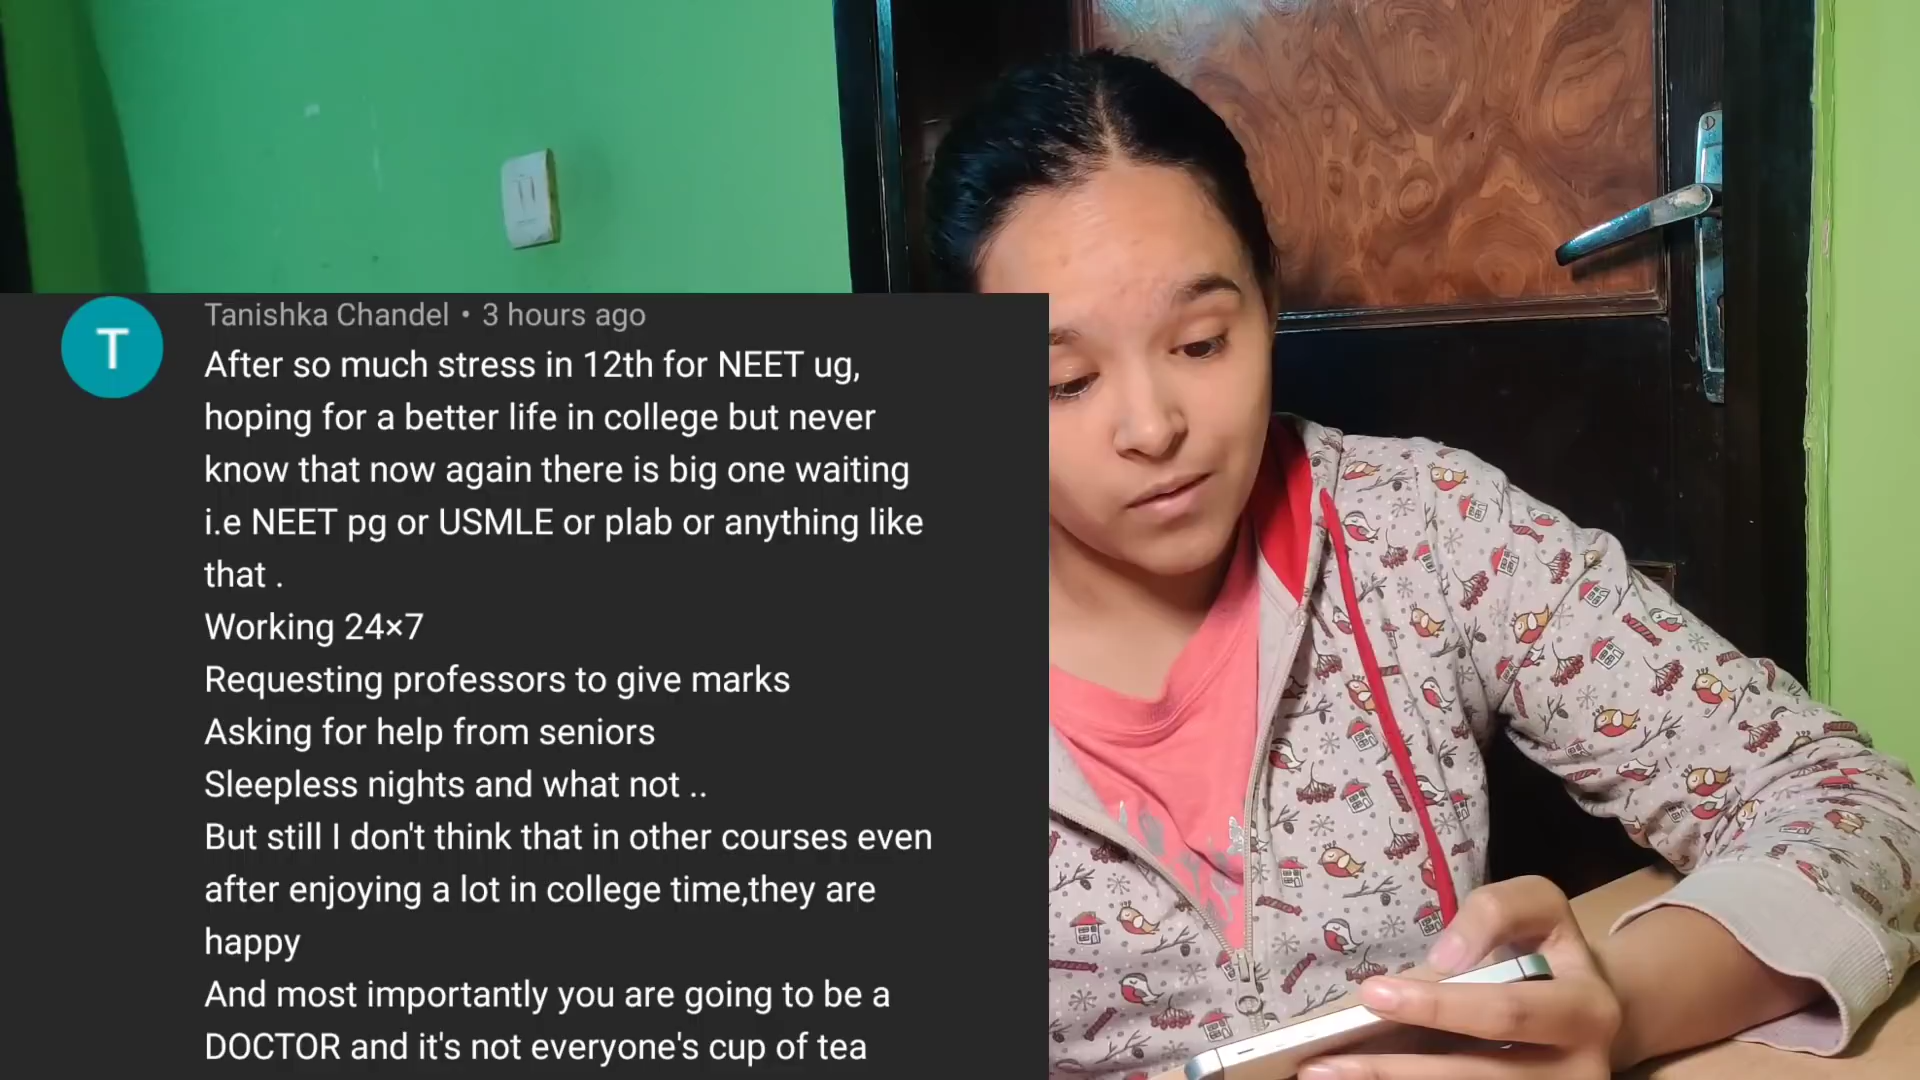 T
Tanishka Chandel • 3 hours ago
After so much stress in 12th for NEET ug,
hoping for a better life in college but never
know that now again there is big one waiting
i.e NEET pg or USMLE or plab or anything like
that .
Working 24×7
Requesting professors to give marks
Asking for help from seniors
Sleepless nights and what not ..
But still I don't think that in other courses even
after enjoying a lot in college time,they are
happy
And most importantly you are going to be a
DOCTOR and it's not everyone's cup of tea